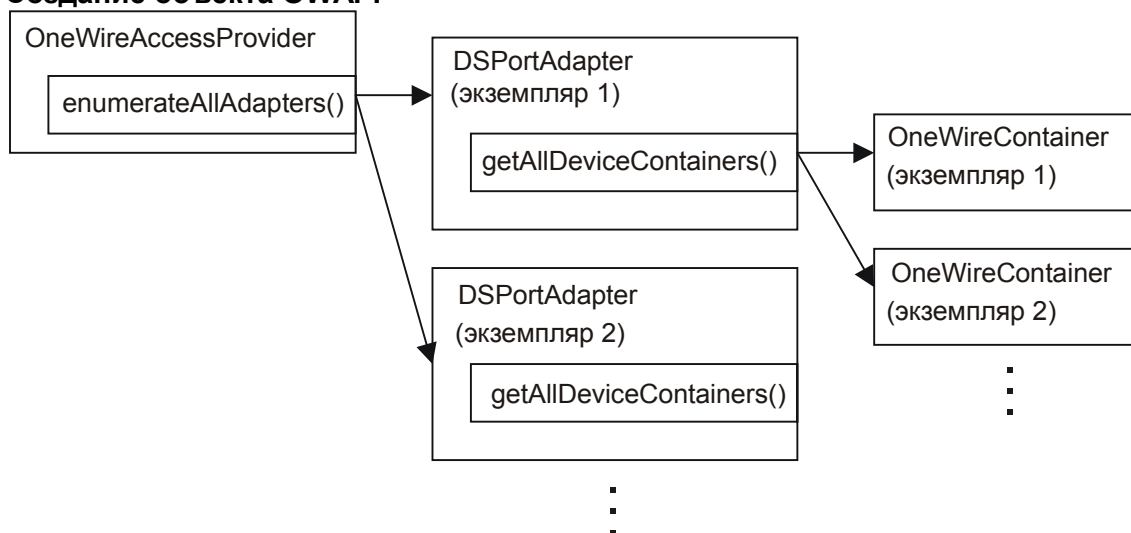 OneWireAccessProvider
enumerateAllAdapters()
DSPortAdapter
(экземпляр 1)
getAllDeviceContainers()
OneWireContainer
(экземпляр 1)
OneWireContainer
(экземпляр 2)
DSPortAdapter
(экземпляр 2)
getAllDeviceContainers()